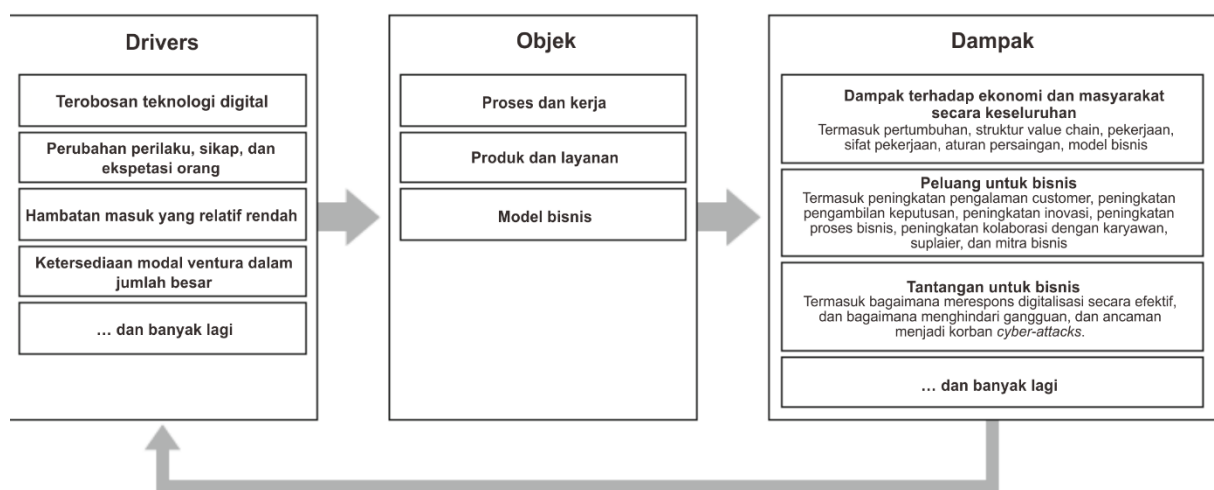 Drivers
Terobosan teknologi digital
Perubahan perilaku, sikap, dan
ekspetasi orang
Hambatan masuk yang relatif rendah
Ketersediaan modal ventura dalam
jumlah besar
… dan banyak lagi
Objek
Proses dan kerja
Produk dan layanan
Model bisnis
Dampak
Dampak terhadap ekonomi dan masyarakat
secara keseluruhan
Termasuk pertumbuhan, struktur value chain, pekerjaan,
sifat pekerjaan, aturan persaingan, model bisnis
Peluang untuk bisnis
Termasuk peningkatan pengalaman customer, peningkatan
pengambilan keputusan, peningkatan inovasi, peningkatan
proses bisnis, peningkatan kolaborasi dengan karyawan,
suplaier, dan mitra bisnis
Tantangan untuk bisnis
Termasuk bagaimana merespons digitalisasi secara efektif,
dan bagaimana menghindari gangguan, dan ancaman
menjadi korban cyber-attacks.
… dan banyak lagi